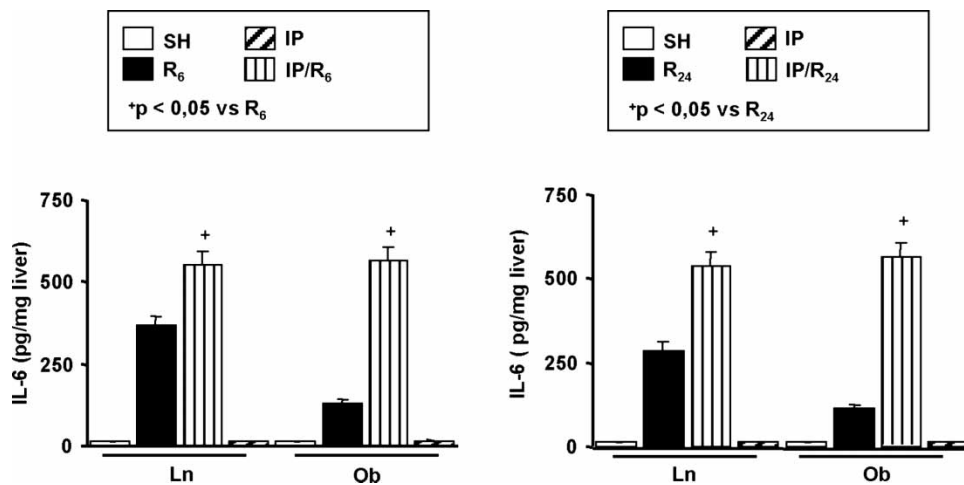 SH IP
R6 IP/R6
+p < 0,05 vs R6
SH IP
R24 IP/R24
+p < 0,05 vs R24
IL-6 (pg/mg liver)
750
500
250
0
+
+
Ln Ob
IL-6 ( pg/mg liver)
750
500
250
0
+
+
Ln Ob